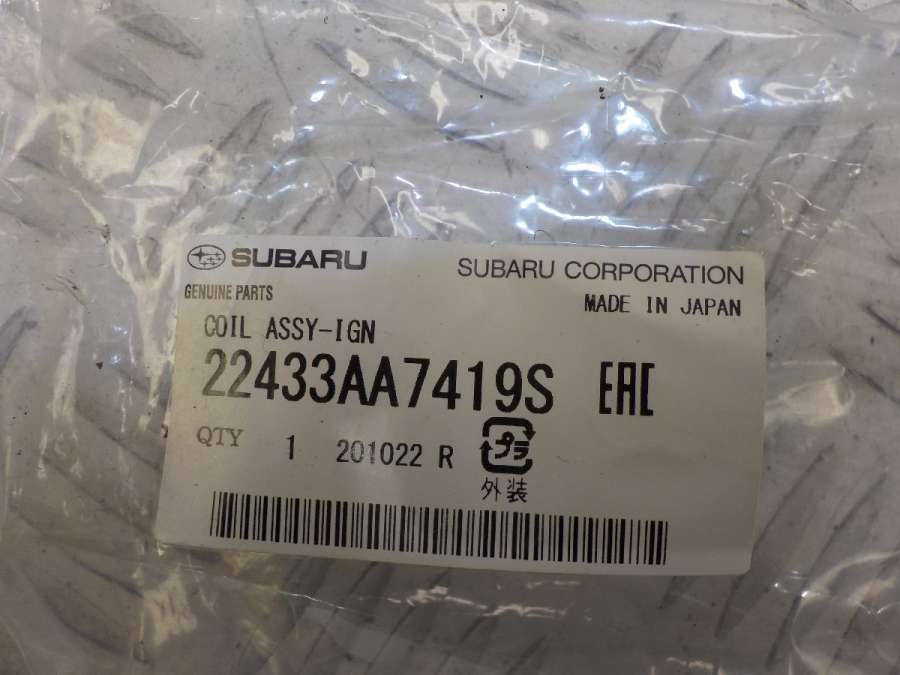 SUBARU
SUBARU CORPORATION
GENUINE PARTS
MADE IN JAPAN
COIL ASSY-IGN
22433AA7419S
EAC
QTY 1 201022 R
プラ
外装